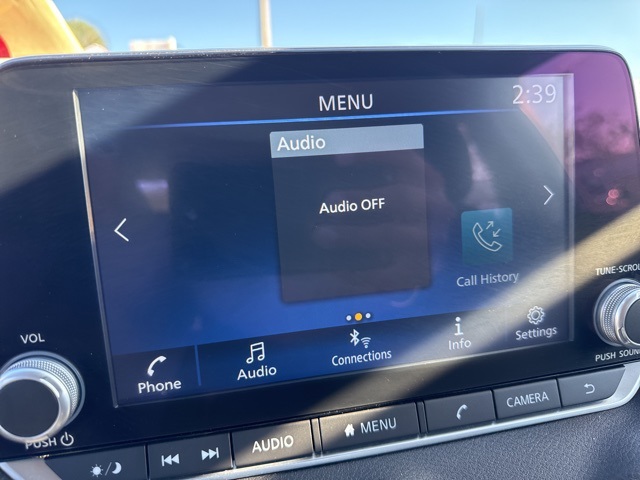 MENU
2:39
Audio
Audio OFF
Call History
Phone
Audio
Connections
Info
Settings
VOL
PUSH
TUNE-SCROLL
PUSH SOUND
AUDIO
MENU
CAMERA